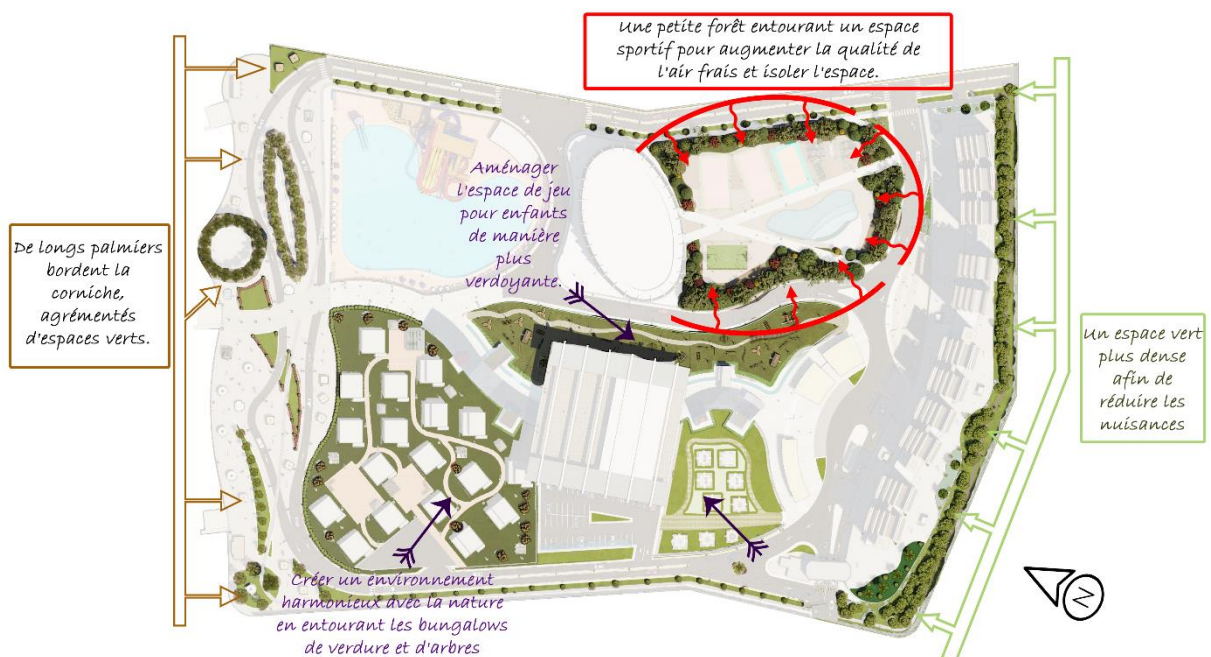 Une petite forêt entourant un espace
sportif pour augmenter la qualité de
l'air frais et isoler l'espace.
Aménager
l'espace de jeu
pour enfants
de manière
plus
verdoyante.
De longs palmiers
bordent la
corniche,
agrémentés
d'espaces verts.
Un espace vert
plus dense
afin de
réduire les
nuisances
Créer un environnement
harmonieux avec la nature
en entourant les bungalows
de verdure et d'arbres
N